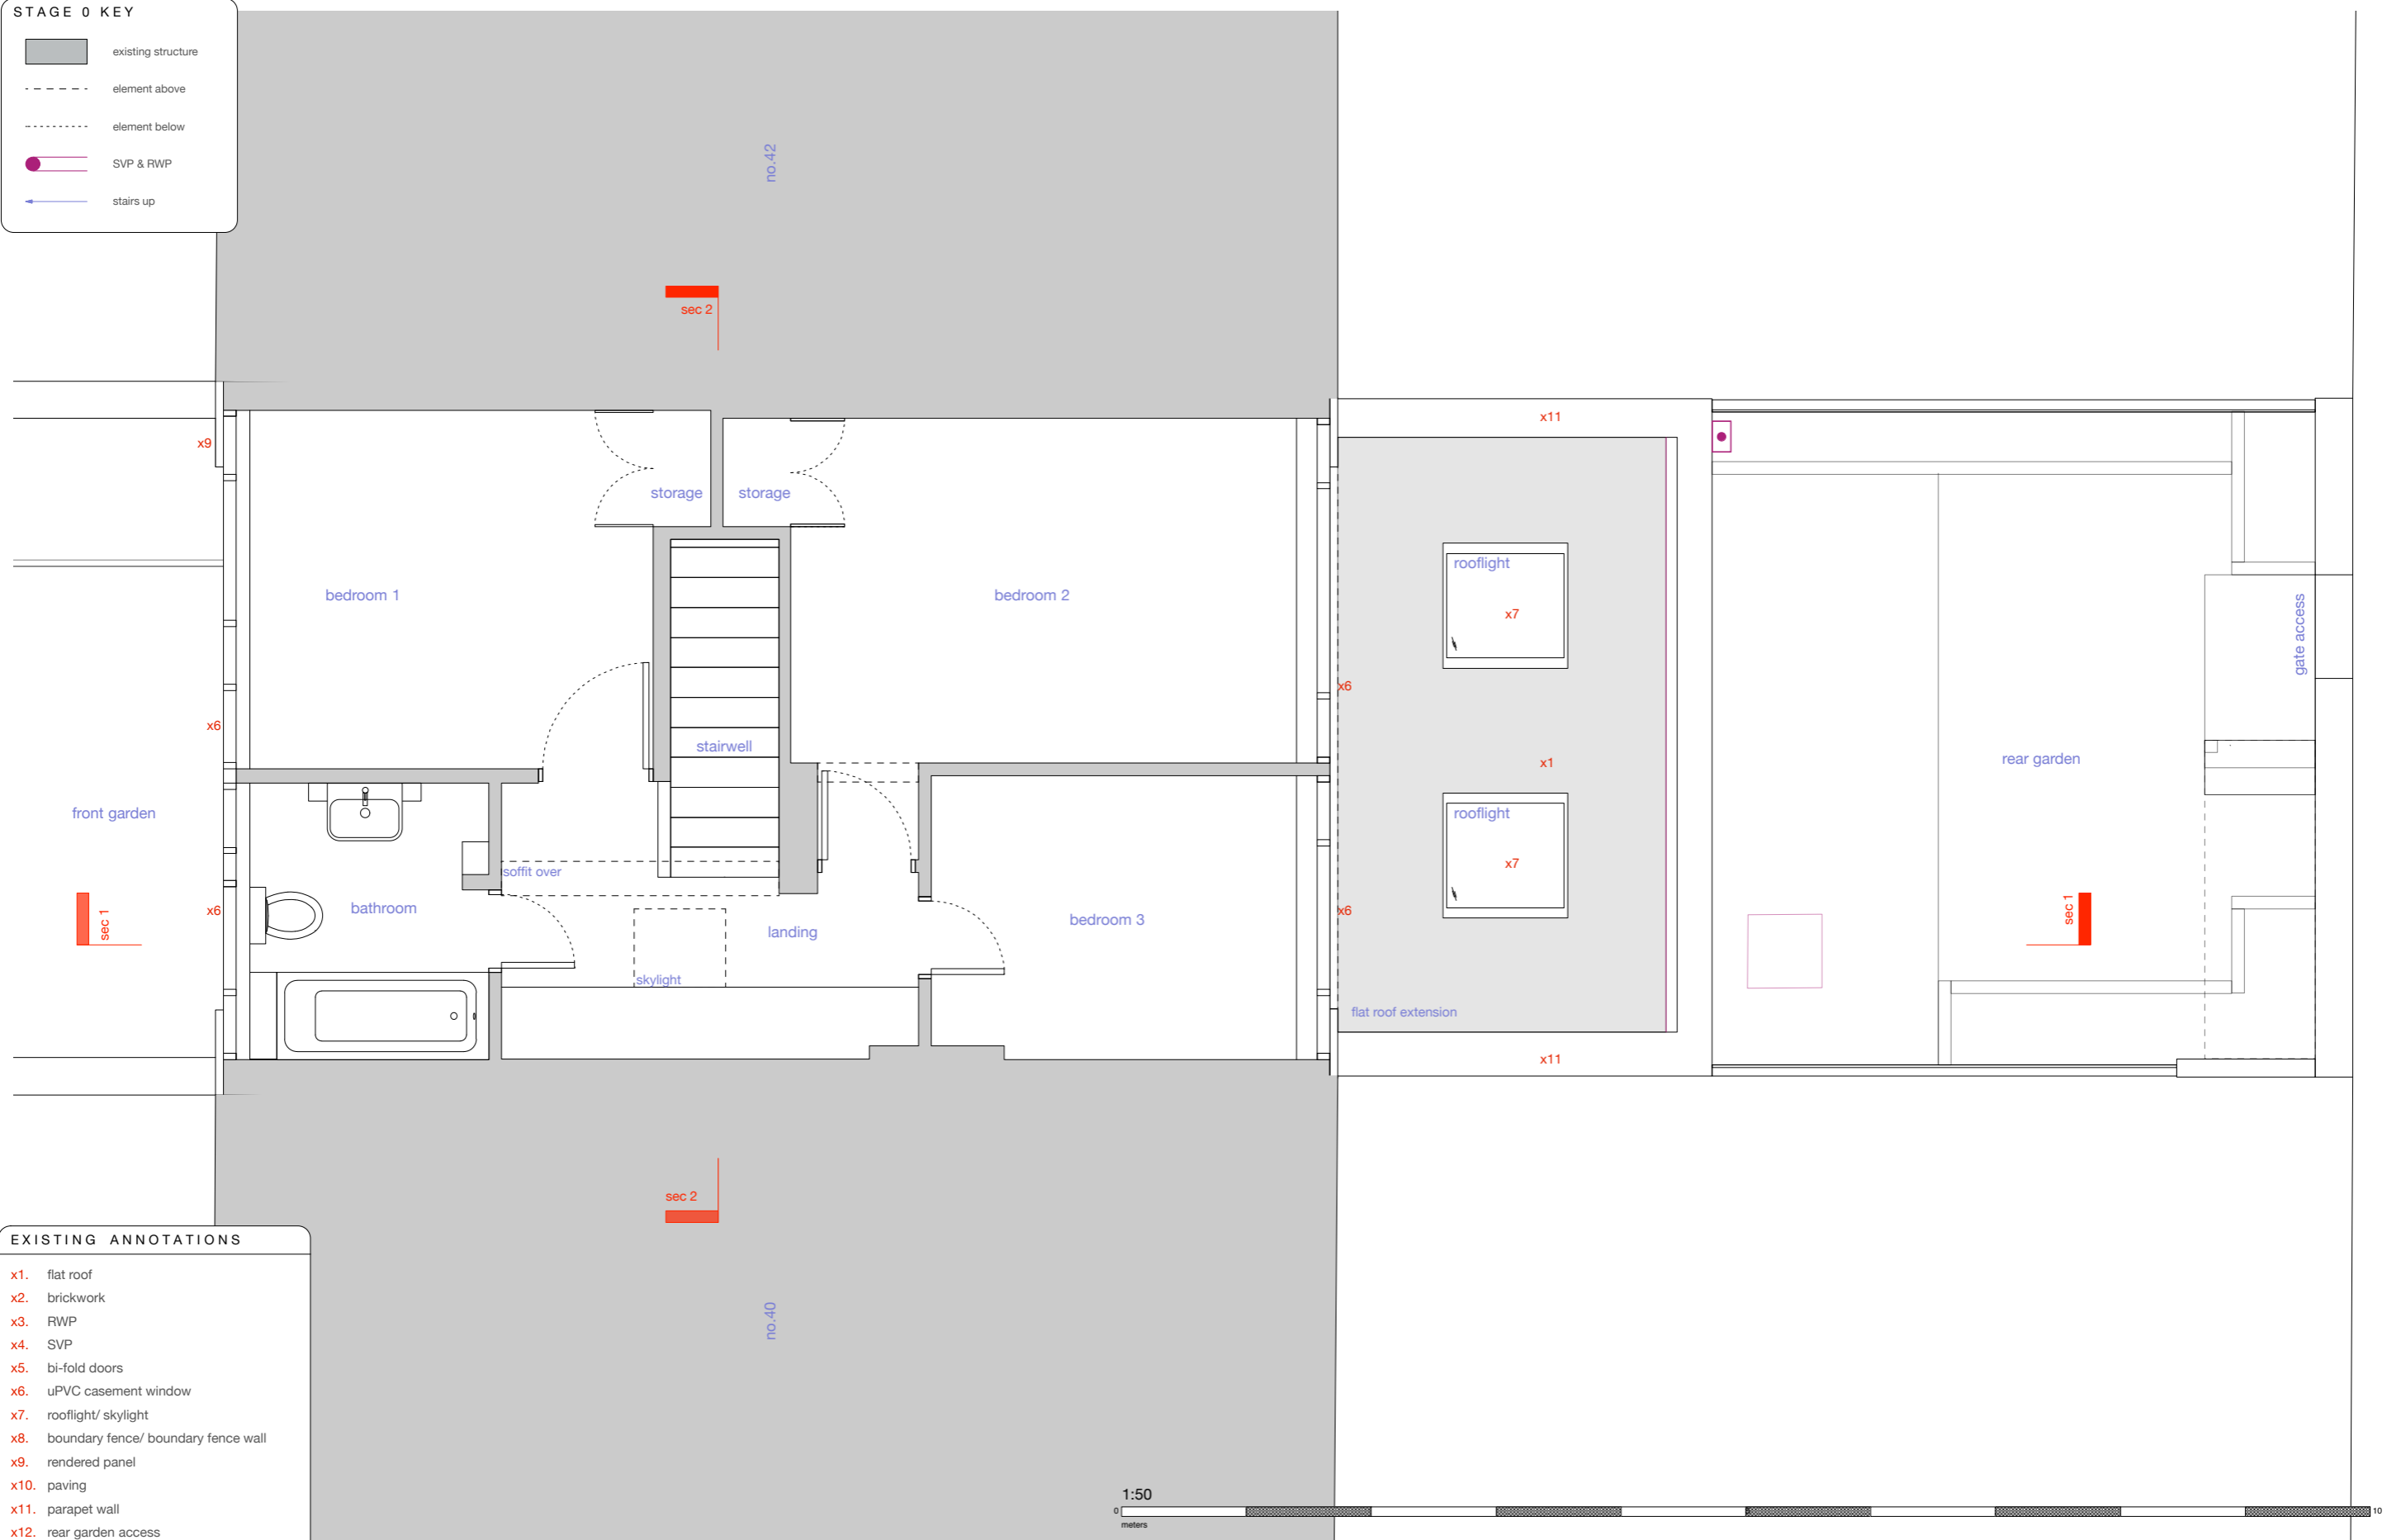 STAGE 0 KEY
existing structure
element above
element below
SVP & RWP
stairs up
no.42
sec 2
x9
x11
storage
storage
rooflight
x7
bedroom 1
bedroom 2
gate access
x6
x6
stairwell
x1
rear garden
front garden
rooflight
x7
soffit over
bathroom
x6
x6
landing
bedroom 3
sec 1
sec 1
skylight
flat roof extension
x11
sec 2
no.40
EXISTING ANNOTATIONS
x1. flat roof
x2. brickwork
x3. RWP
x4. SVP
x5. bi-fold doors
x6. uPVC casement window
x7. rooflight/ skylight
x8. boundary fence/ boundary fence wall
x9. rendered panel
x10. paving
x11. parapet wall
x12. rear garden access
1:50
0
10
meters